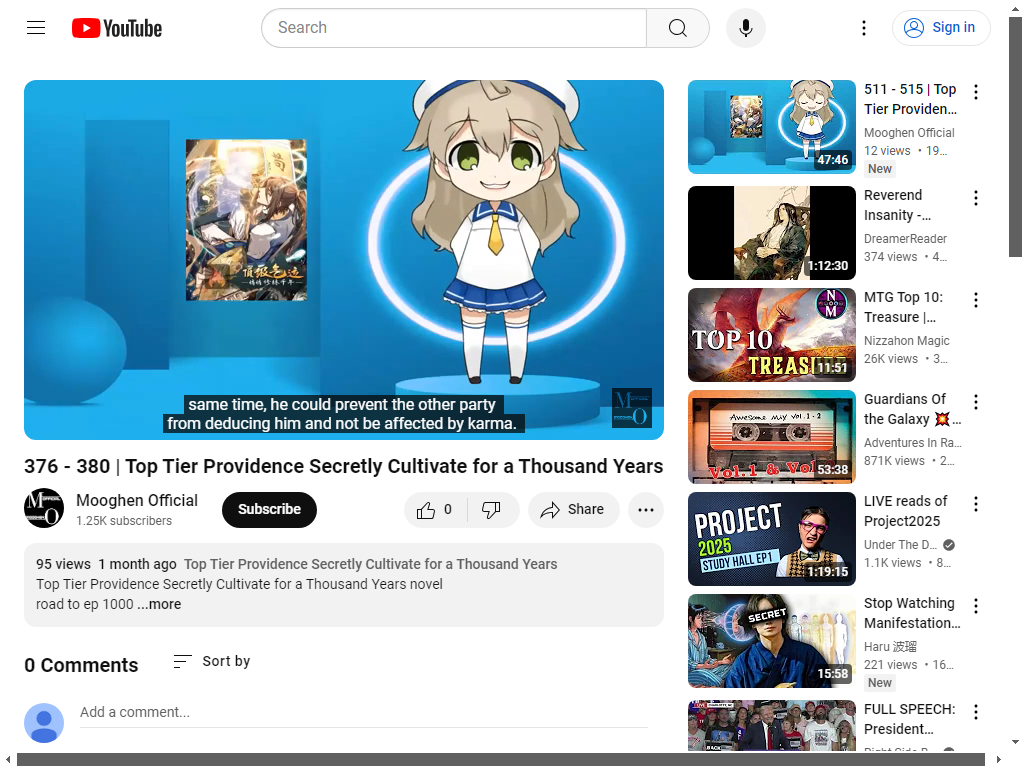 YouTube
Search
Sign in
same time, he could prevent the other party
from deducing him and not be affected by karma.
376 - 380 | Top Tier Providence Secretly Cultivate for a Thousand Years
Mooghen Official
1.25K subscribers
Subscribe
0
Share
95 views 1 month ago Top Tier Providence Secretly Cultivate for a Thousand Years
Top Tier Providence Secretly Cultivate for a Thousand Years novel
road to ep 1000 ...more
0 Comments
Sort by
Add a comment...
47:46
511 - 515 | Top
Tier Providen...
Mooghen Official
12 views • 19...
New
1:12:30
Reverend
Insanity -...
DreamerReader
374 views • 4...
TOP 10
TREASURE
11:51
MTG Top 10:
Treasure |...
Nizzahon Magic
26K views • 3...
Awesome Mix Vol. 1 - 2
Vol. 1 & Vol
53:38
Guardians Of
the Galaxy 💥...
Adventures In Ra...
871K views • 2...
PROJECT
2025
STUDY HALL EP1
1:19:15
LIVE reads of
Project2025
Under The D...
1.1K views • 8...
SECRET
15:58
Stop Watching
Manifestation...
Haru 波瑠
221 views • 16...
New
FULL SPEECH:
President...